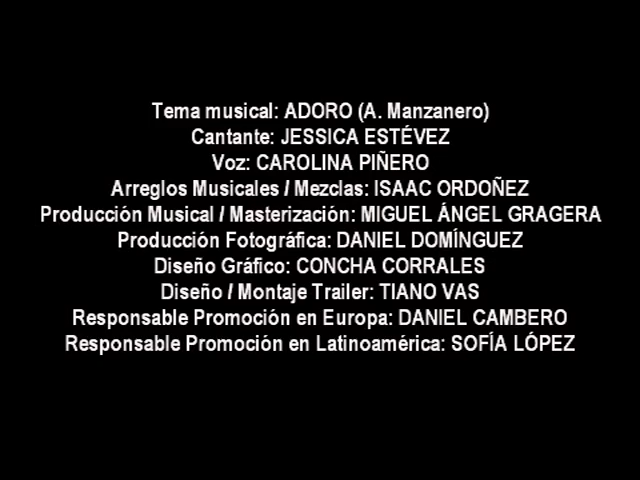 Tema musical: ADORO (A. Manzanero)
Cantante: JESSICA ESTÉVEZ
Voz: CAROLINA PIÑERO
Arreglos Musicales / Mezclas: ISAAC ORDOÑEZ
Producción Musical / Masterización: MIGUEL ÁNGEL GRAGERA
Producción Fotográfica: DANIEL DOMÍNGUEZ
Diseño Gráfico: CONCHA CORRALES
Diseño / Montaje Trailer: TIANO VAS
Responsable Promoción en Europa: DANIEL CAMBERO
Responsable Promoción en Latinoamérica: SOFÍA LÓPEZ